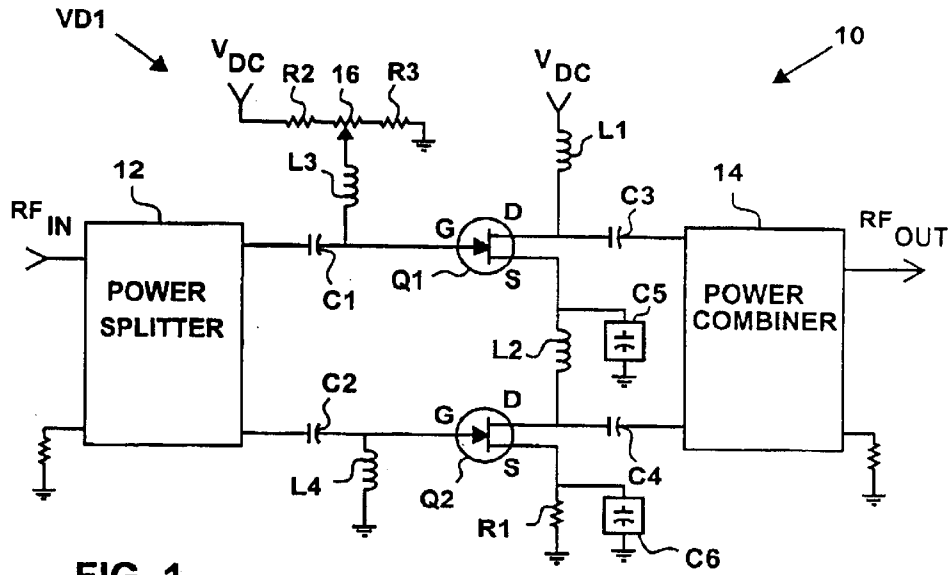 VD1
10
VDC
R2
16
R3
VDC
L1
L3
12
14
RFIN
G
D
C3
RFOUT
POWER
SPLITTER
C1
Q1
S
POWER
COMBINER
C5
L2
C2
G
D
L4
Q2
S
C4
R1
C6
FIG. 1